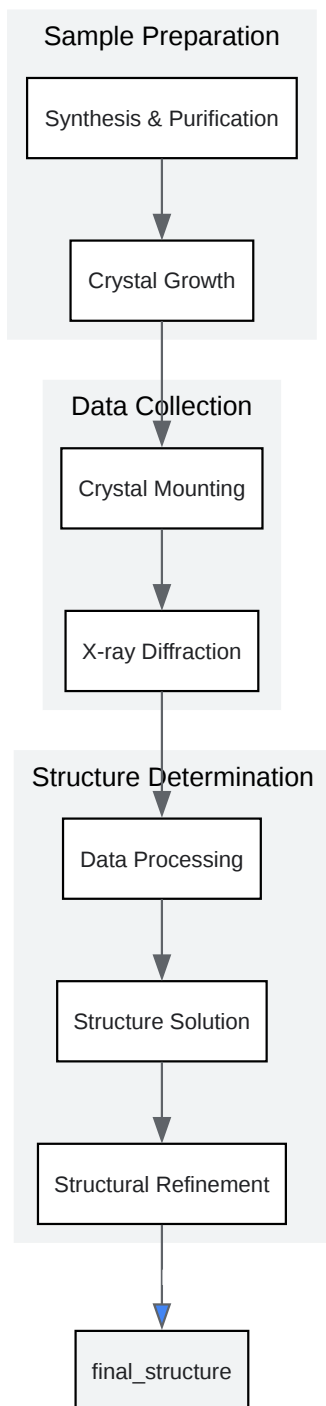 Sample Preparation
Synthesis & Purification
Crystal Growth
Data Collection
Crystal Mounting
X-ray Diffraction
Structure Determination
Data Processing
Structure Solution
Structural Refinement
final_structure